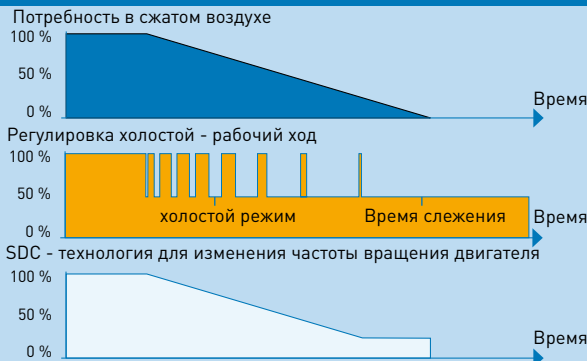 Потребность в сжатом воздухе
100 %
50 %
0 %
Время
Регулировка холостой - рабочий ход
100 %
50 %
холостой режим
Время слежения
0 %
Время
SDC - технология для изменения частоты вращения двигателя
100 %
50 %
0 %
Время